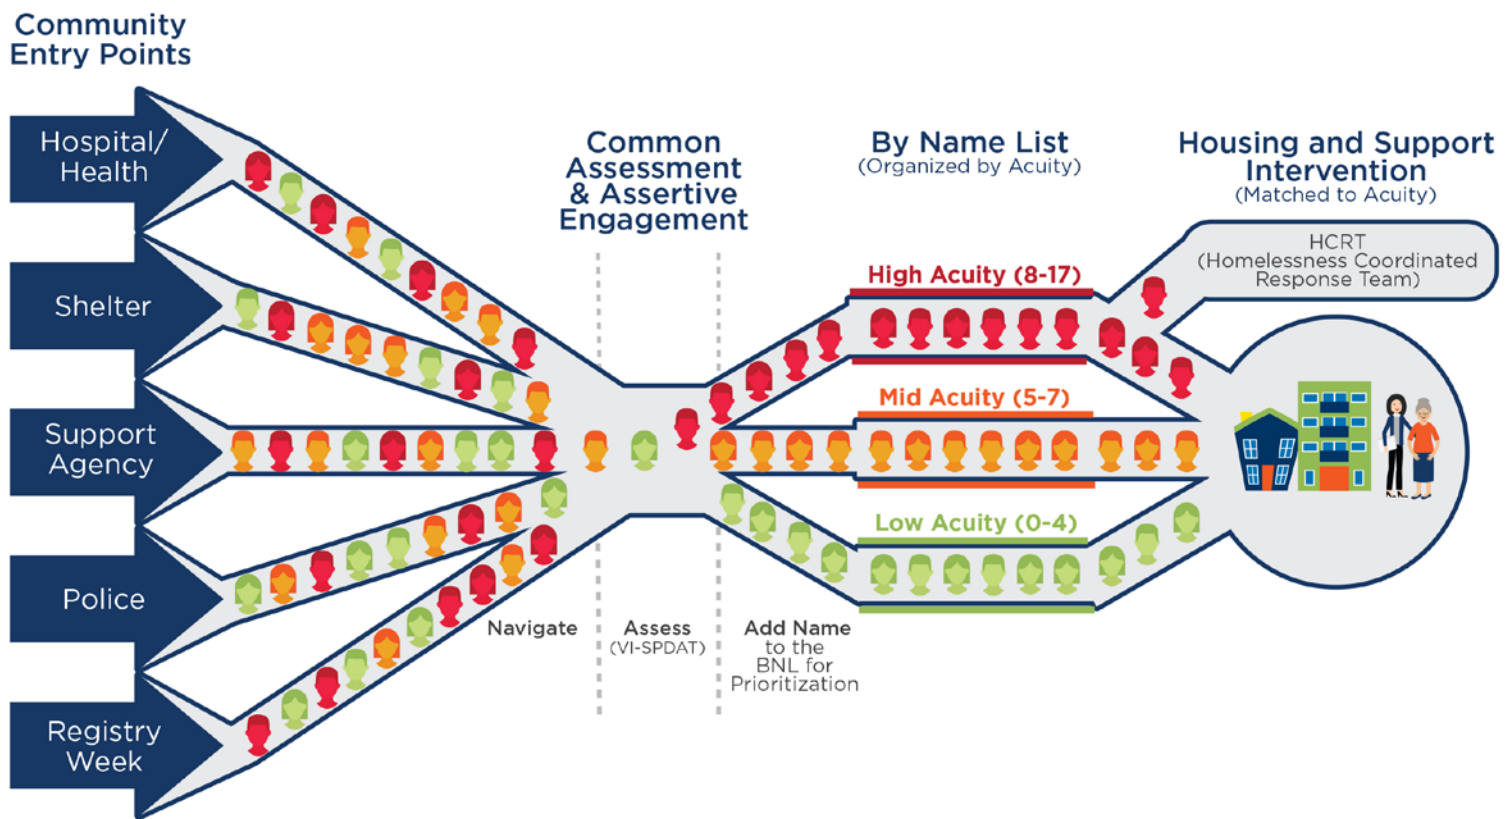 Community
Entry Points
Hospital/
Health
Shelter
Support
Agency
Police
Registry
Week
Common
Assessment
& Assertive
Engagement
Navigate
Assess
(VI-SPDAT)
Add Name
to the
BNL for
Prioritization
By Name List
(Organized by Acuity)
High Acuity (8-17)
Mid Acuity (5-7)
Low Acuity (0-4)
Housing and Support
Intervention
(Matched to Acuity)
HCRT
(Homelessness Coordinated
Response Team)